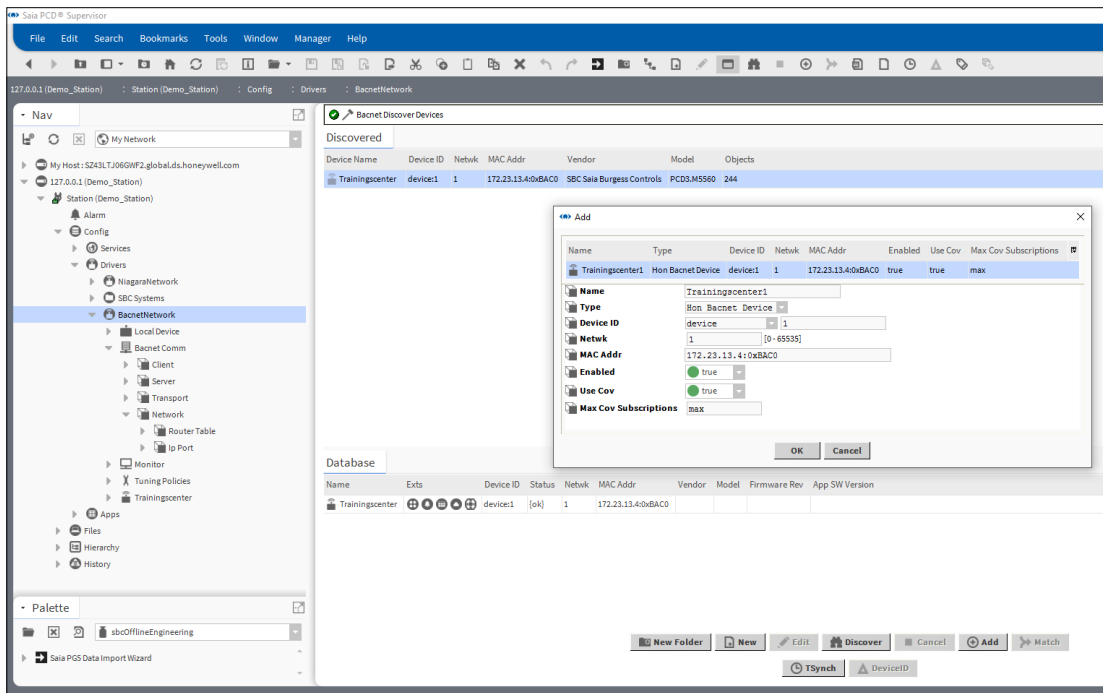 Saia PCD® Supervisor
File Edit Search Bookmarks Tools Window Manager Help
127.0.0.1 (Demo_Station) : Station (Demo_Station) : Config : Drivers : BacnetNetwork
Nav
My Network
My Host : SZ43LTJ06GWF2.global.ds.honeywell.com
127.0.0.1 (Demo_Station)
Station (Demo_Station)
Alarm
Config
Services
Drivers
NiagaraNetwork
SBC Systems
BacnetNetwork
Local Device
Bacnet Comm
Client
Server
Transport
Network
Router Table
Ip Port
Monitor
Tuning Policies
Trainingscenter
Apps
Files
Hierarchy
History
Palette
sbcOfflineEngineering
Saia PG5 Data Import Wizard
Bacnet Discover Devices
Discovered
Device Name Device ID Netwk MAC Addr Vendor Model Objects
Trainingscenter device:1 1 172.23.13.4:0xBAC0 SBC Saia Burgess Controls PCD3.M5560 244
Add
Name Type Device ID Netwk MAC Addr Enabled Use Cov Max Cov Subscriptions
Trainingscenter1 Hon Bacnet Device device:1 1 172.23.13.4:0xBAC0 true true max
Name Trainingscenter1
Type Hon Bacnet Device
Device ID device 1
Netwk 1 [0 - 65535]
MAC Addr 172.23.13.4:0xBAC0
Enabled true
Use Cov true
Max Cov Subscriptions max
OK Cancel
Database
Name Exts Device ID Status Netwk MAC Addr Vendor Model Firmware Rev App SW Version
Trainingscenter device:1 {ok} 1 172.23.13.4:0xBAC0
New Folder New Edit Discover Cancel Add Match
TSynch DeviceID